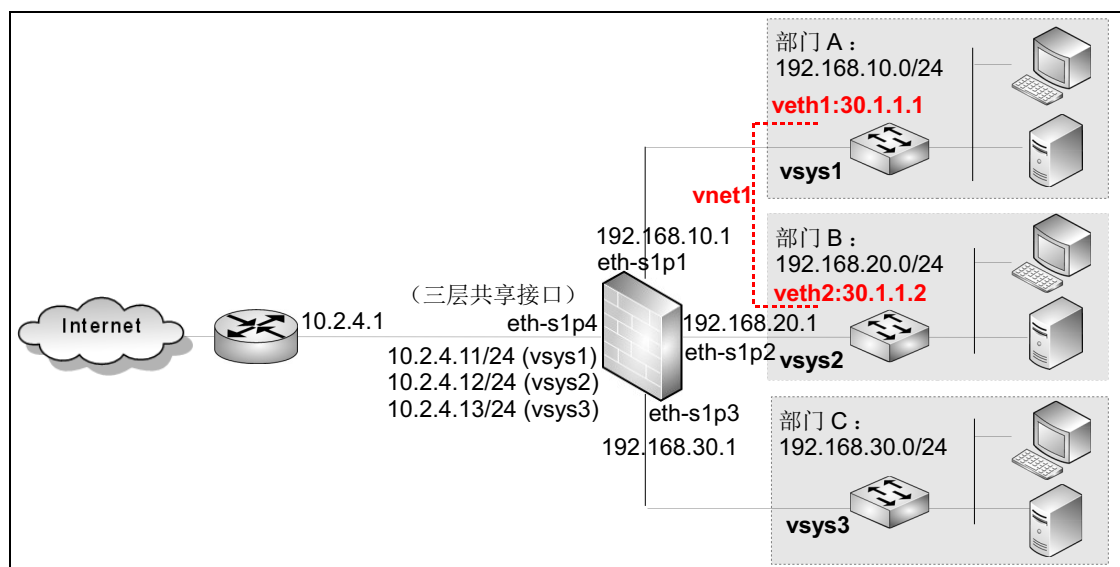 部门 A：
192.168.10.0/24
veth1:30.1.1.1
vsys1
vnet1
192.168.10.1
eth-s1p1
部门 B：
192.168.20.0/24
veth2:30.1.1.2
vsys2
（三层共享接口）
Internet
10.2.4.1
eth-s1p4
192.168.20.1
eth-s1p2
10.2.4.11/24 (vsys1)
10.2.4.12/24 (vsys2)
10.2.4.13/24 (vsys3)
eth-s1p3
192.168.30.1
部门 C：
192.168.30.0/24
vsys3